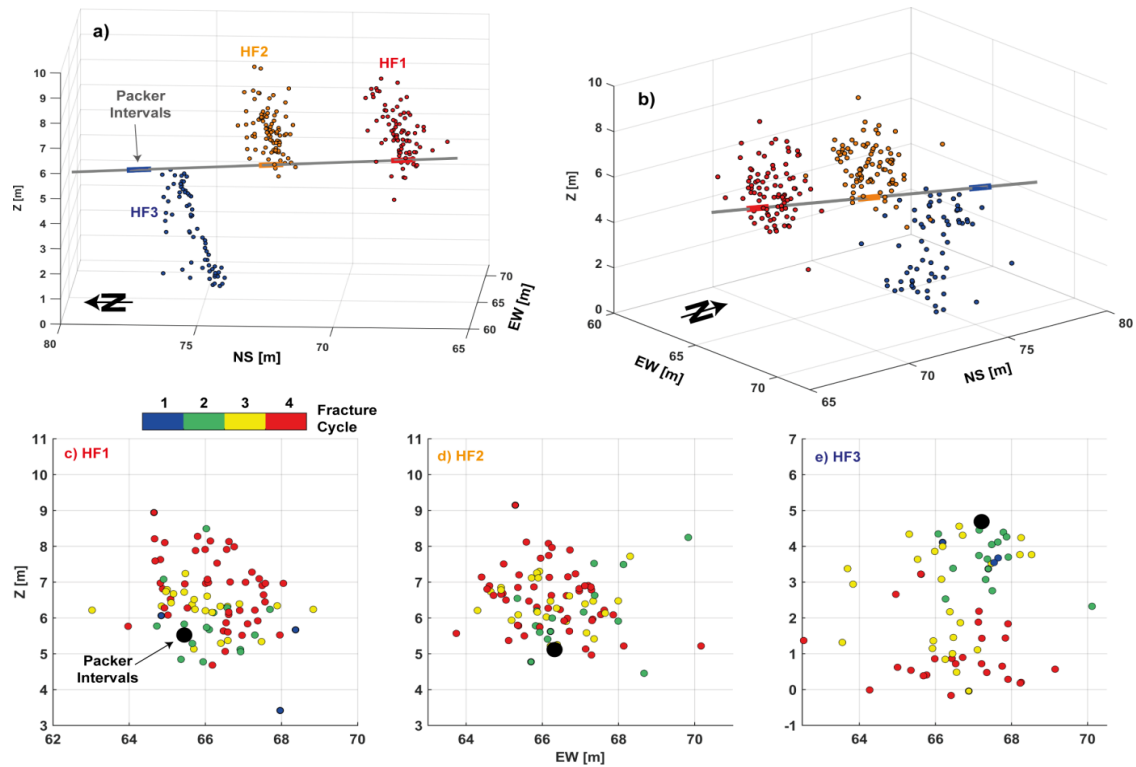 a)
HF2
HF1
Packer
Intervals
HF3
10
9
8
7
6
5
4
3
2
1
0
Z [m]
N
80
75
70
65
NS [m]
70
65
60
EW [m]
b)
10
8
6
4
2
0
Z [m]
N
60
65
70
EW [m]
65
70
75
80
NS [m]
1 2 3 4
Fracture
Cycle
c) HF1
11
10
9
8
7
6
5
4
3
Z [m]
Packer
Intervals
62 64 66 68 70
d) HF2
11
10
9
8
7
6
5
4
3
64 66 68 70
EW [m]
e) HF3
7
6
5
4
3
2
1
0
-1
64 66 68 70